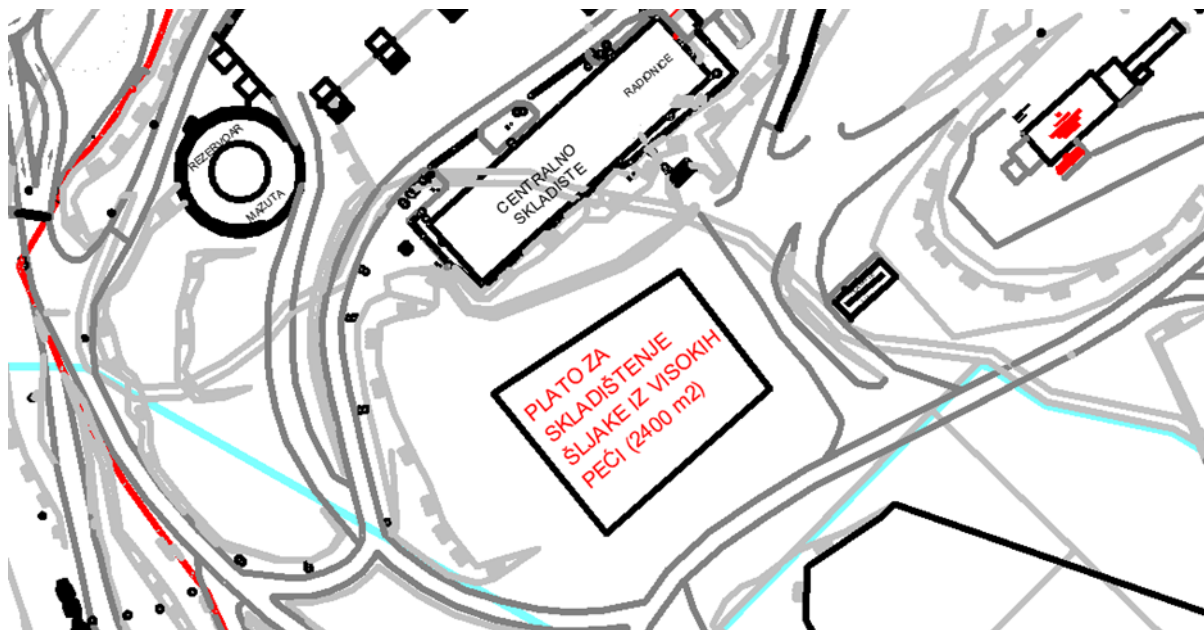 REZERVOAR
MAZUTA
RADIONICE
CENTRALNO
SKLADIŠTE
PLATO ZA
SKLADIŠTENJE
ŠLJAKE IZ VISOKIH
PEĆI (2400 m2)